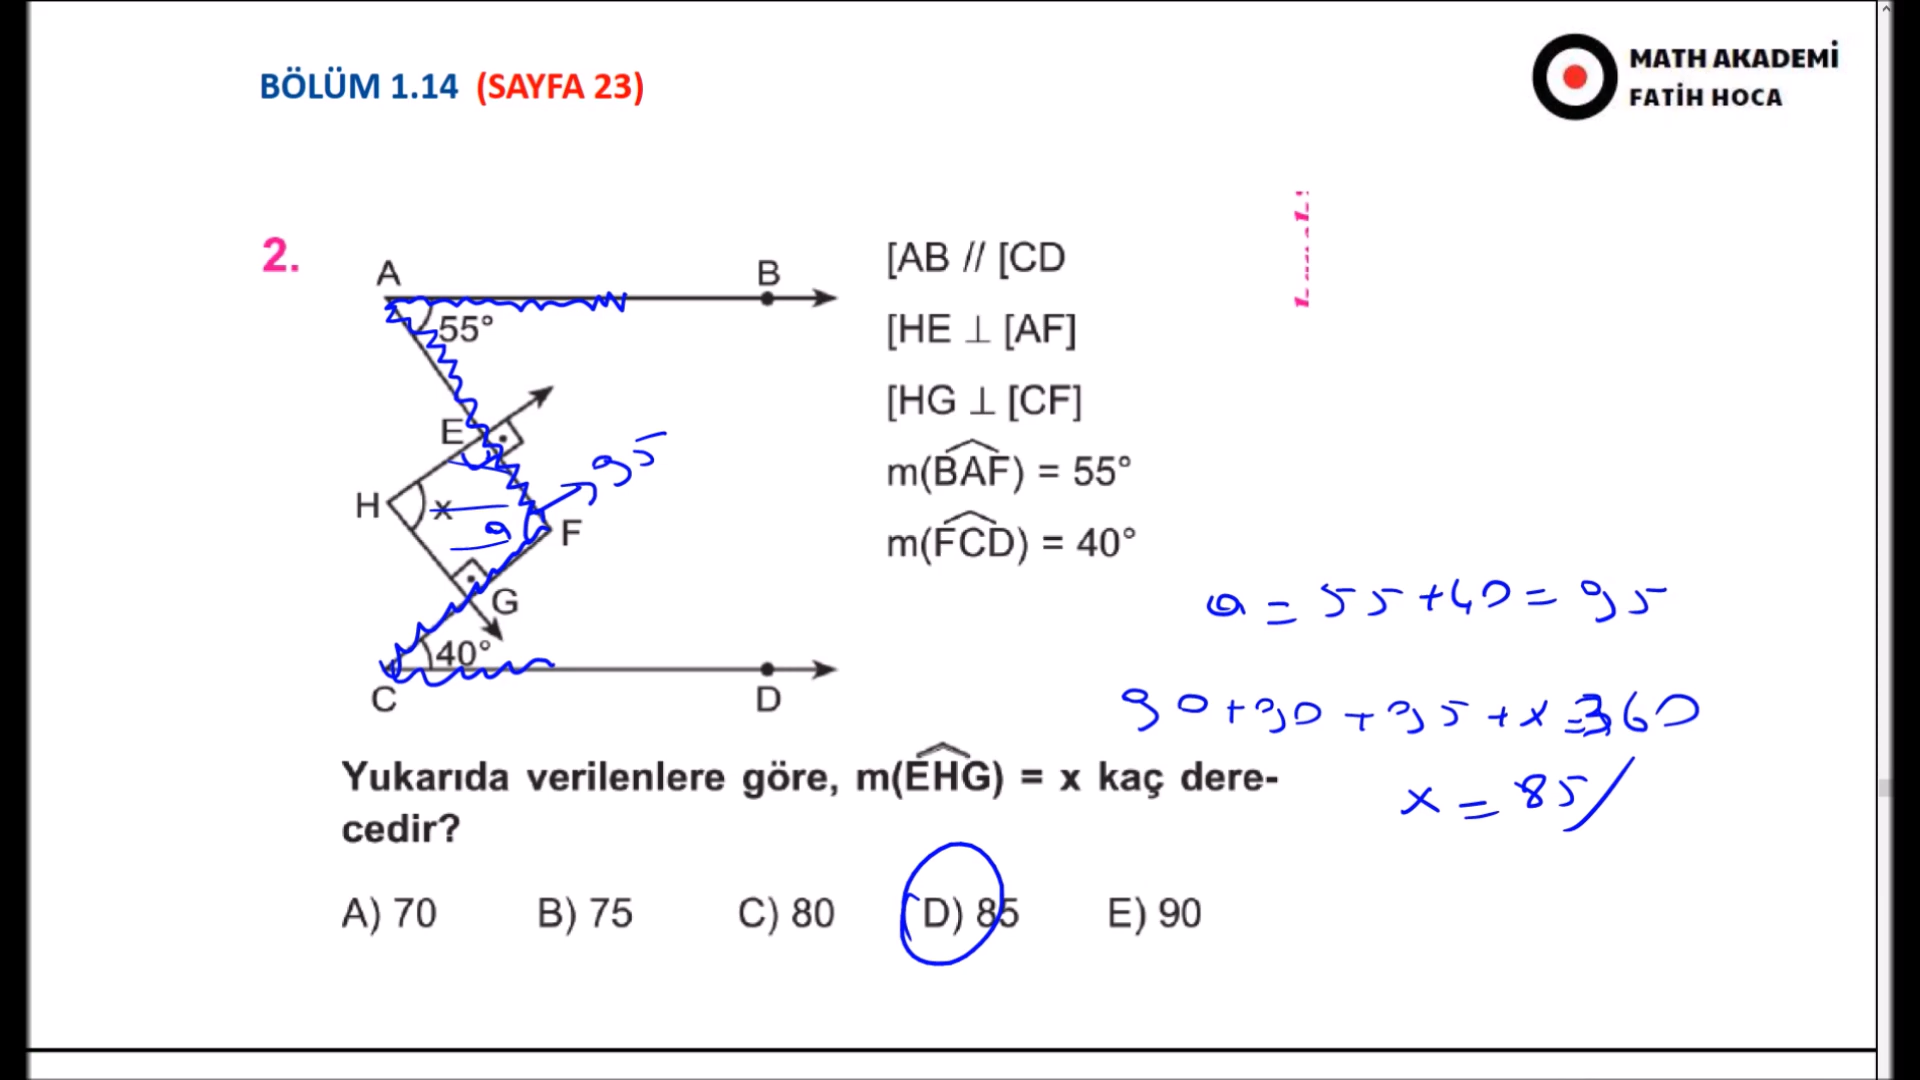 BÖLÜM 1.14 (SAYFA 23)
MATH AKADEMİ
FATİH HOCA
2.
A
B
55°
E
95
H
x
a
F
G
40°
C
D
[AB // [CD
[HE ⊥ [AF]
[HG ⊥ [CF]
m(BAF) = 55°
m(FCD) = 40°
a = 55+40 = 95
90+90+95+x=360
x = 85
Yukarıda verilenlere göre, m(EHG) = x kaç dere-
cedir?
A) 70 B) 75 C) 80 D) 85 E) 90